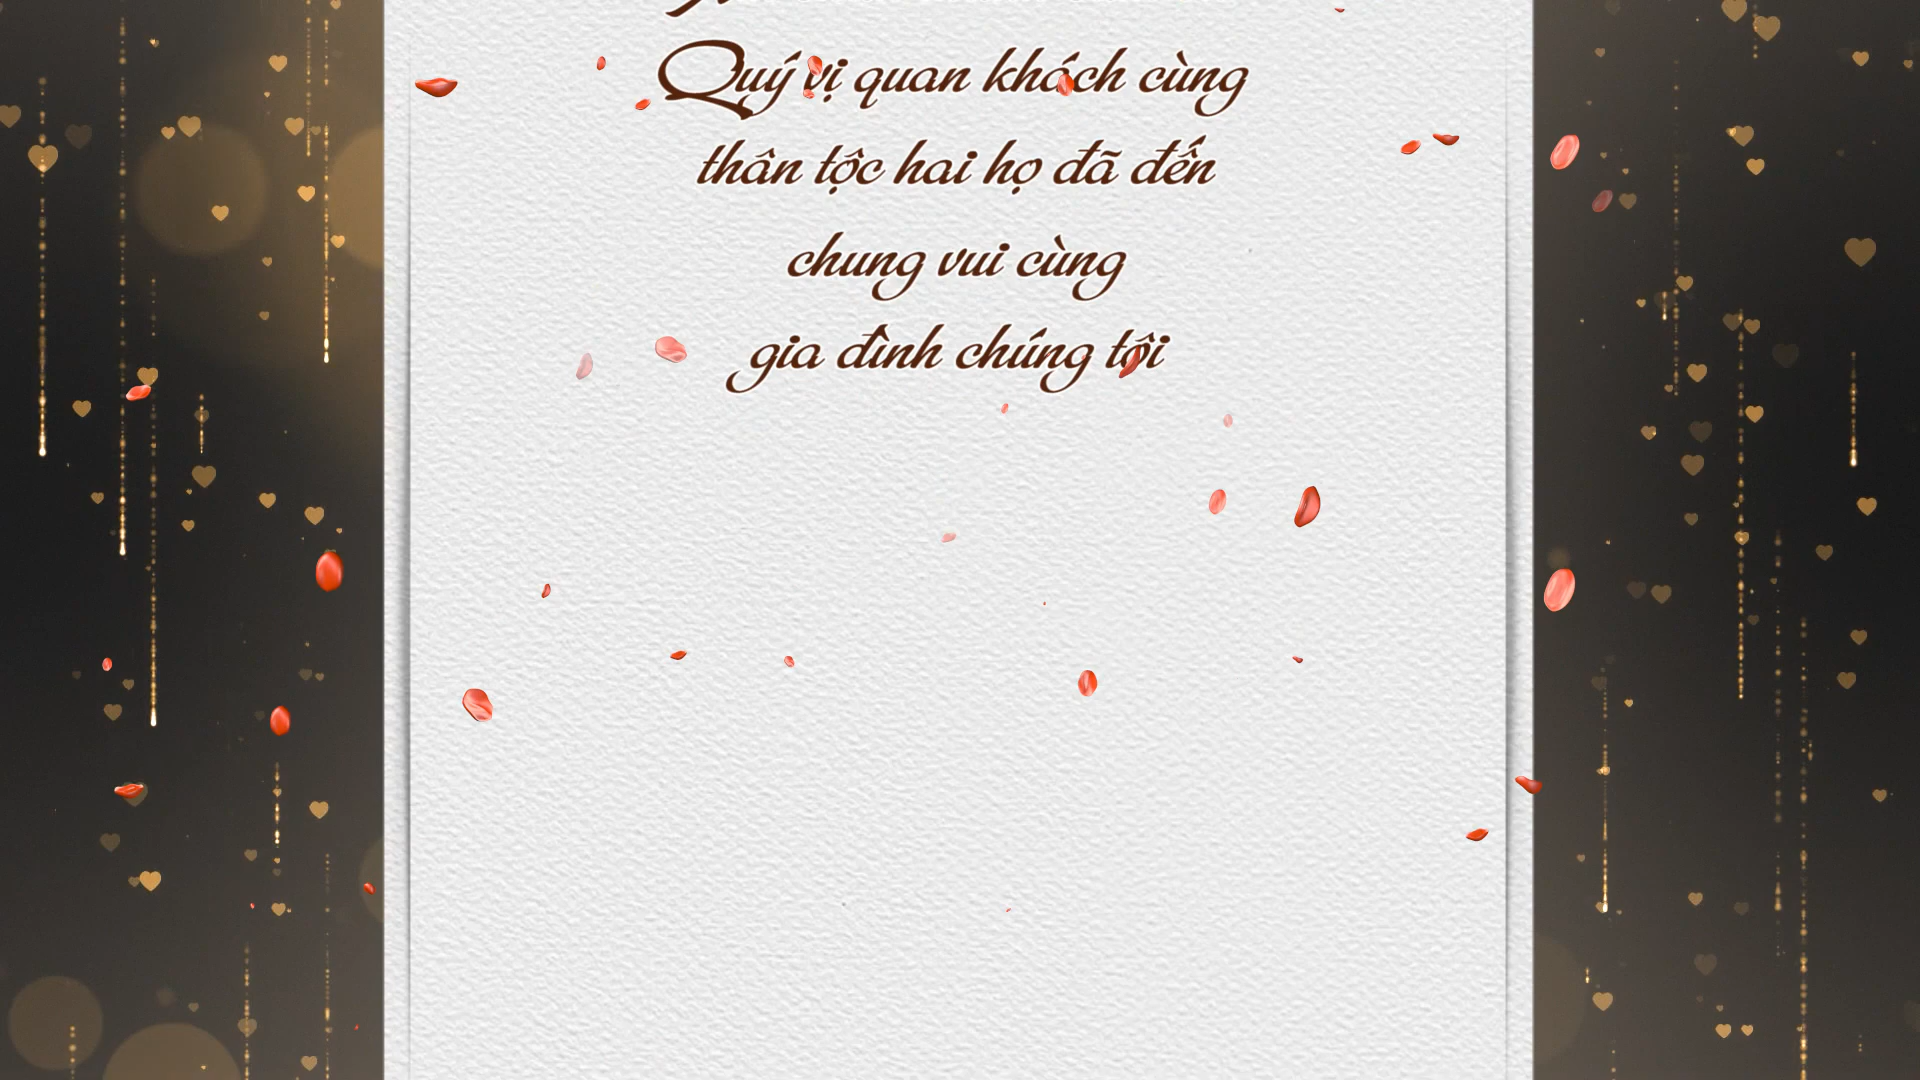 Quý vị quan khách cùng
thân tộc hai họ đã đến
chung vui cùng
gia đình chúng tôi